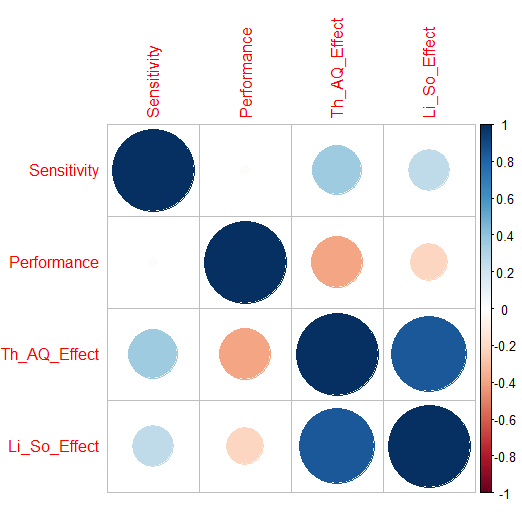 Sensitivity
Performance
Th_AQ_Effect
Li_So_Effect
Sensitivity
Performance
Th_AQ_Effect
Li_So_Effect
1
0.8
0.6
0.4
0.2
0
-0.2
-0.4
-0.6
-0.8
-1